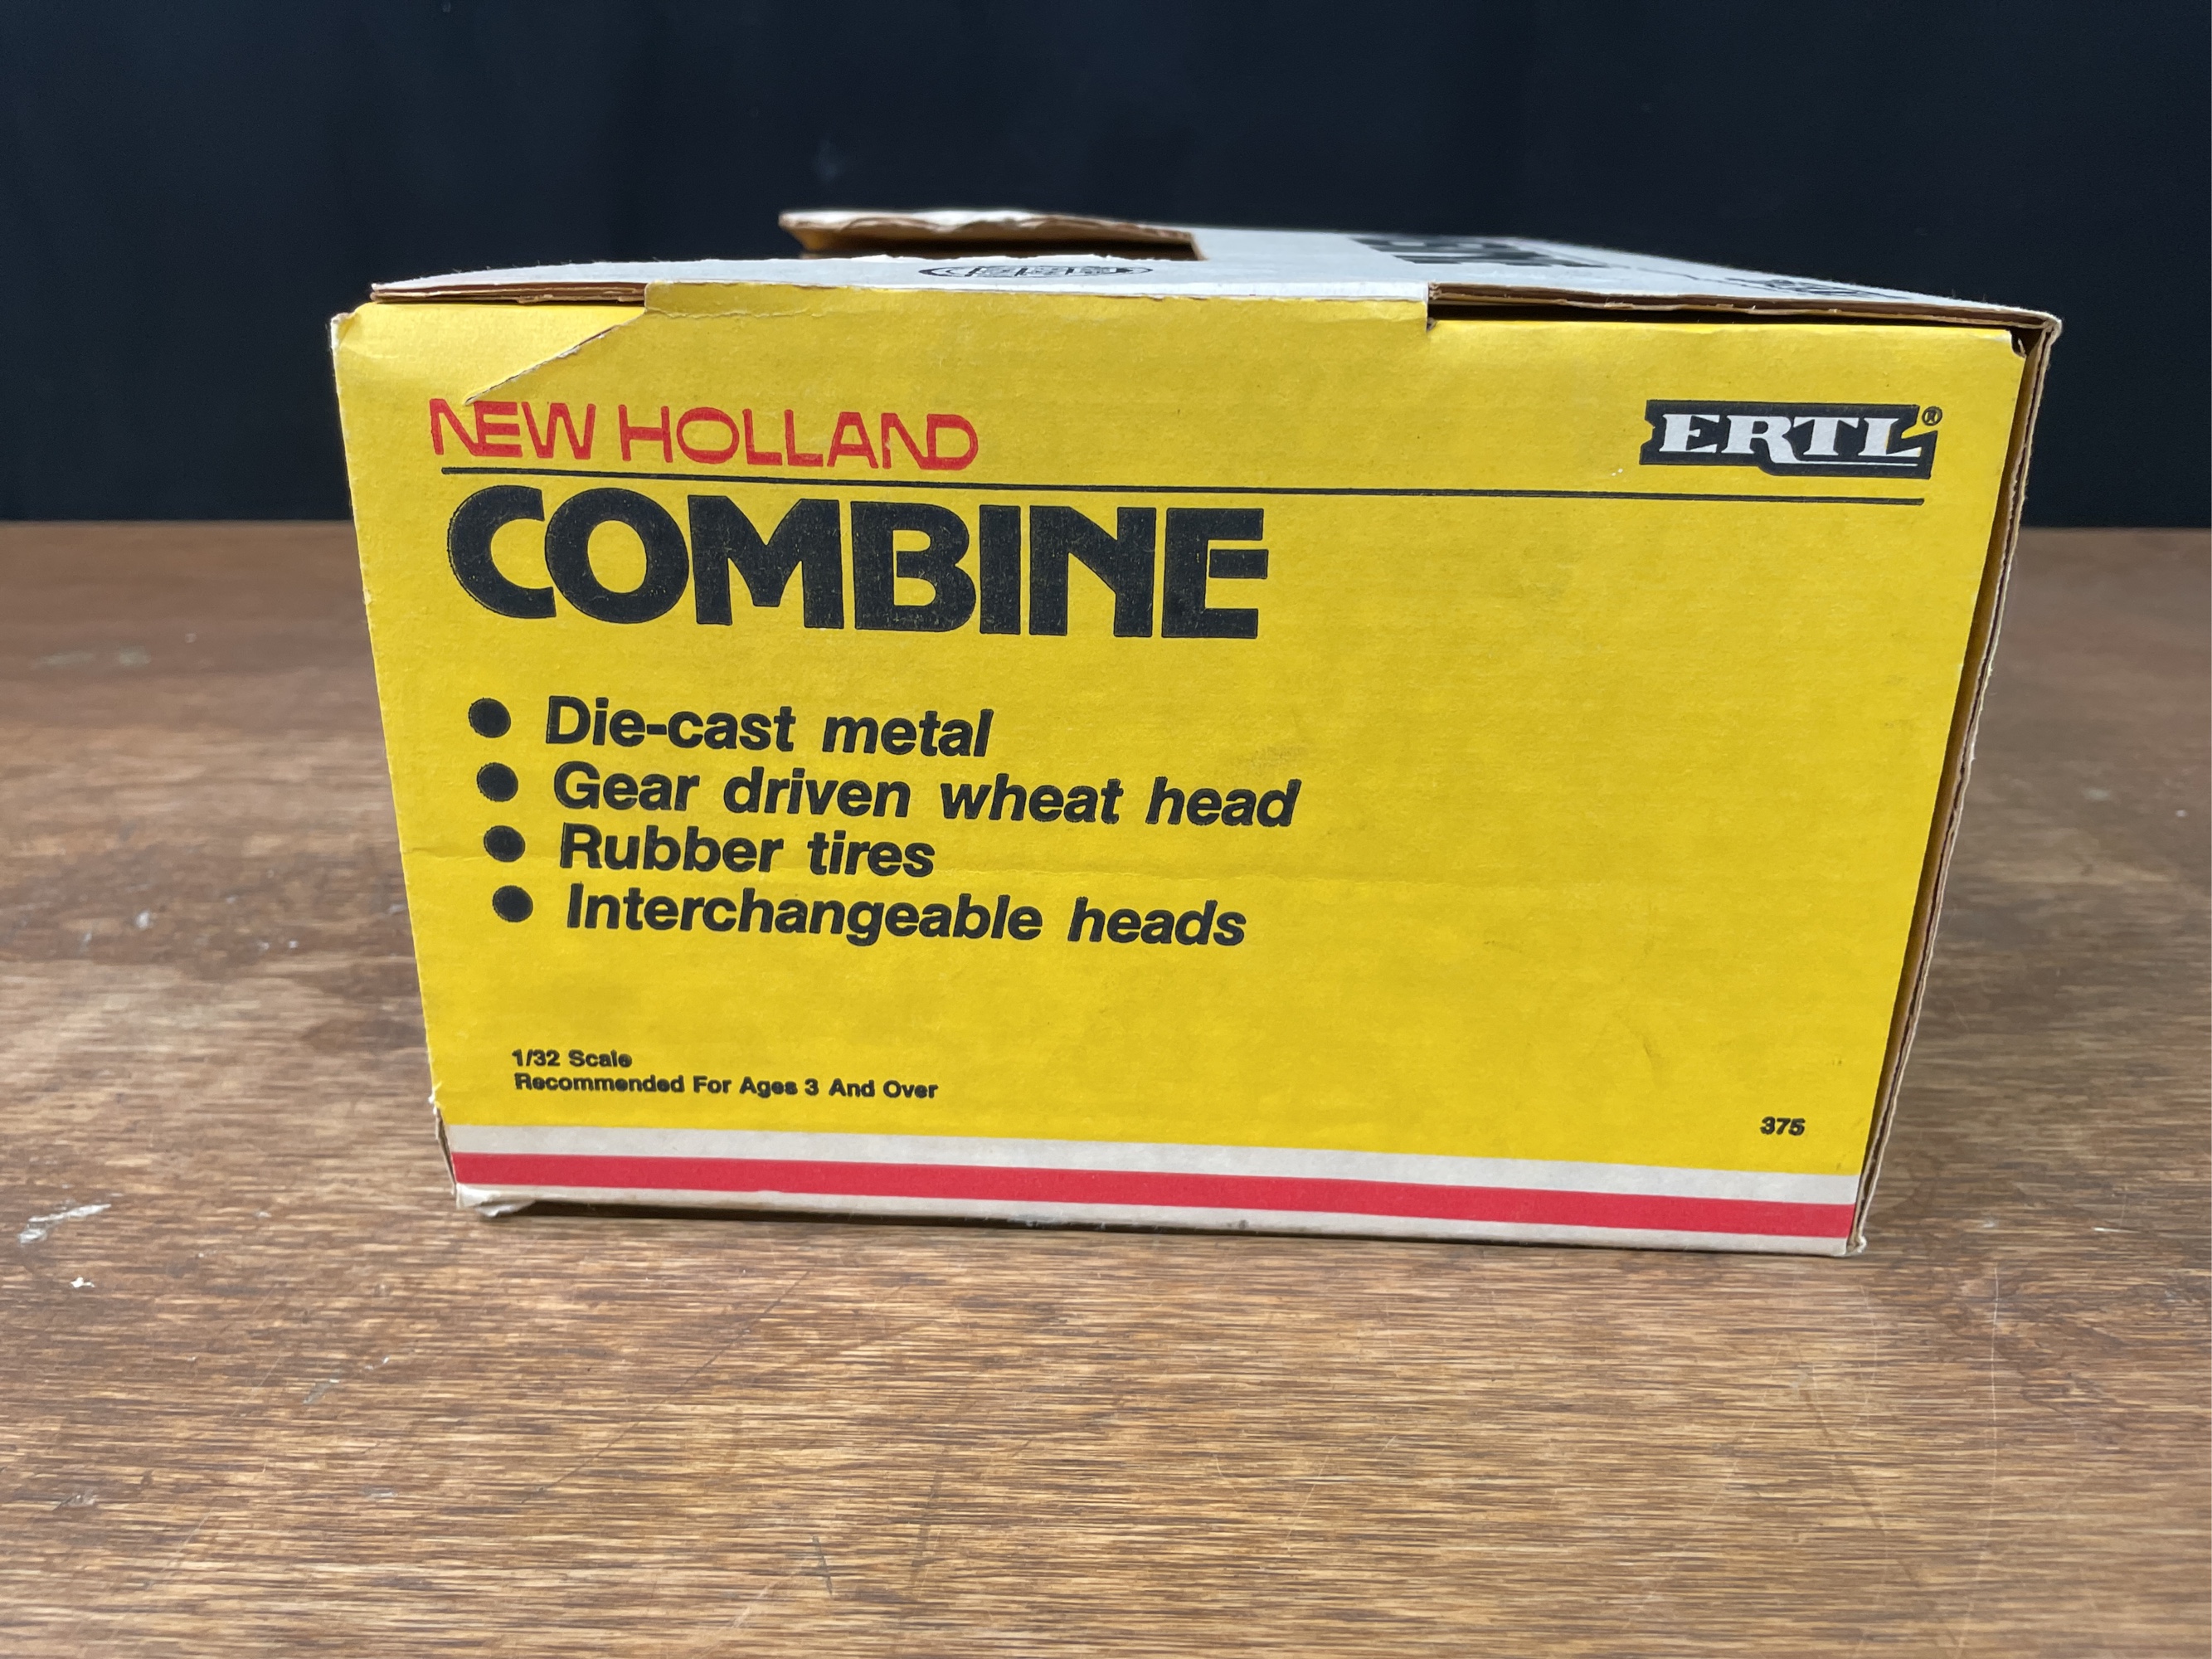 NEW HOLLAND
ERTL®
COMBINE
● Die-cast metal
● Gear driven wheat head
● Rubber tires
● Interchangeable heads
1/32 Scale
Recommended For Ages 3 And Over
375